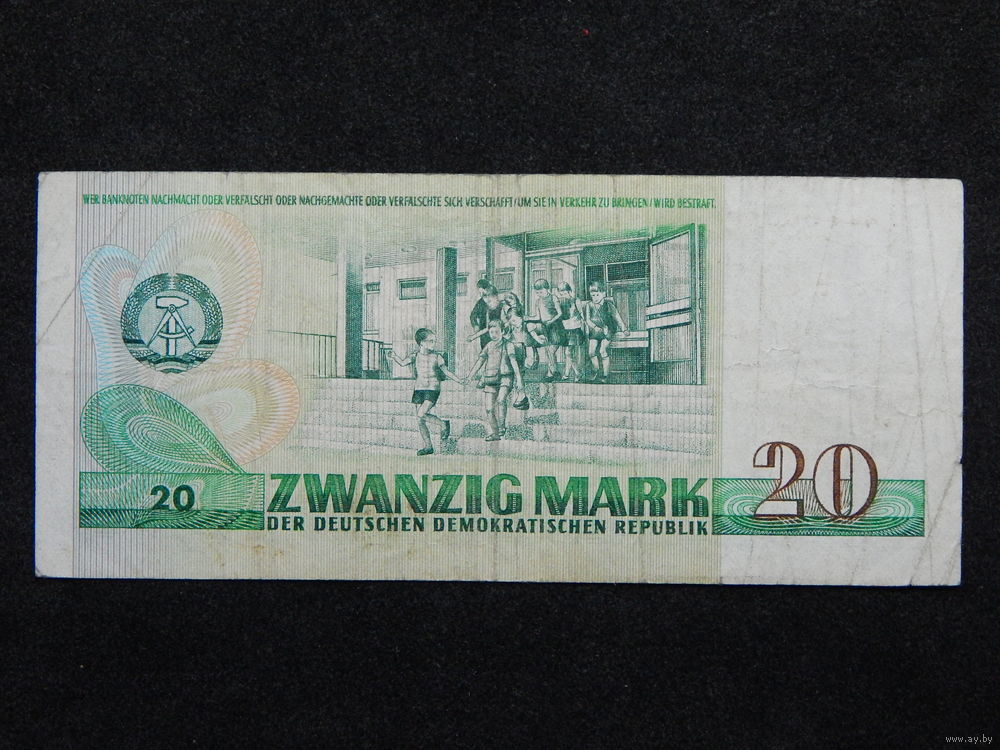 WER BANKNOTEN NACHMACHT ODER VERFÄLSCHT ODER NACHGEMACHTE ODER VERFÄLSCHTE SICH VERSCHAFFT/UM SIE IN VERKEHR ZU BRINGEN/WIRD BESTRAFT.
20
ZWANZIG MARK
DER DEUTSCHEN DEMOKRATISCHEN REPUBLIK
20
www.ay.by